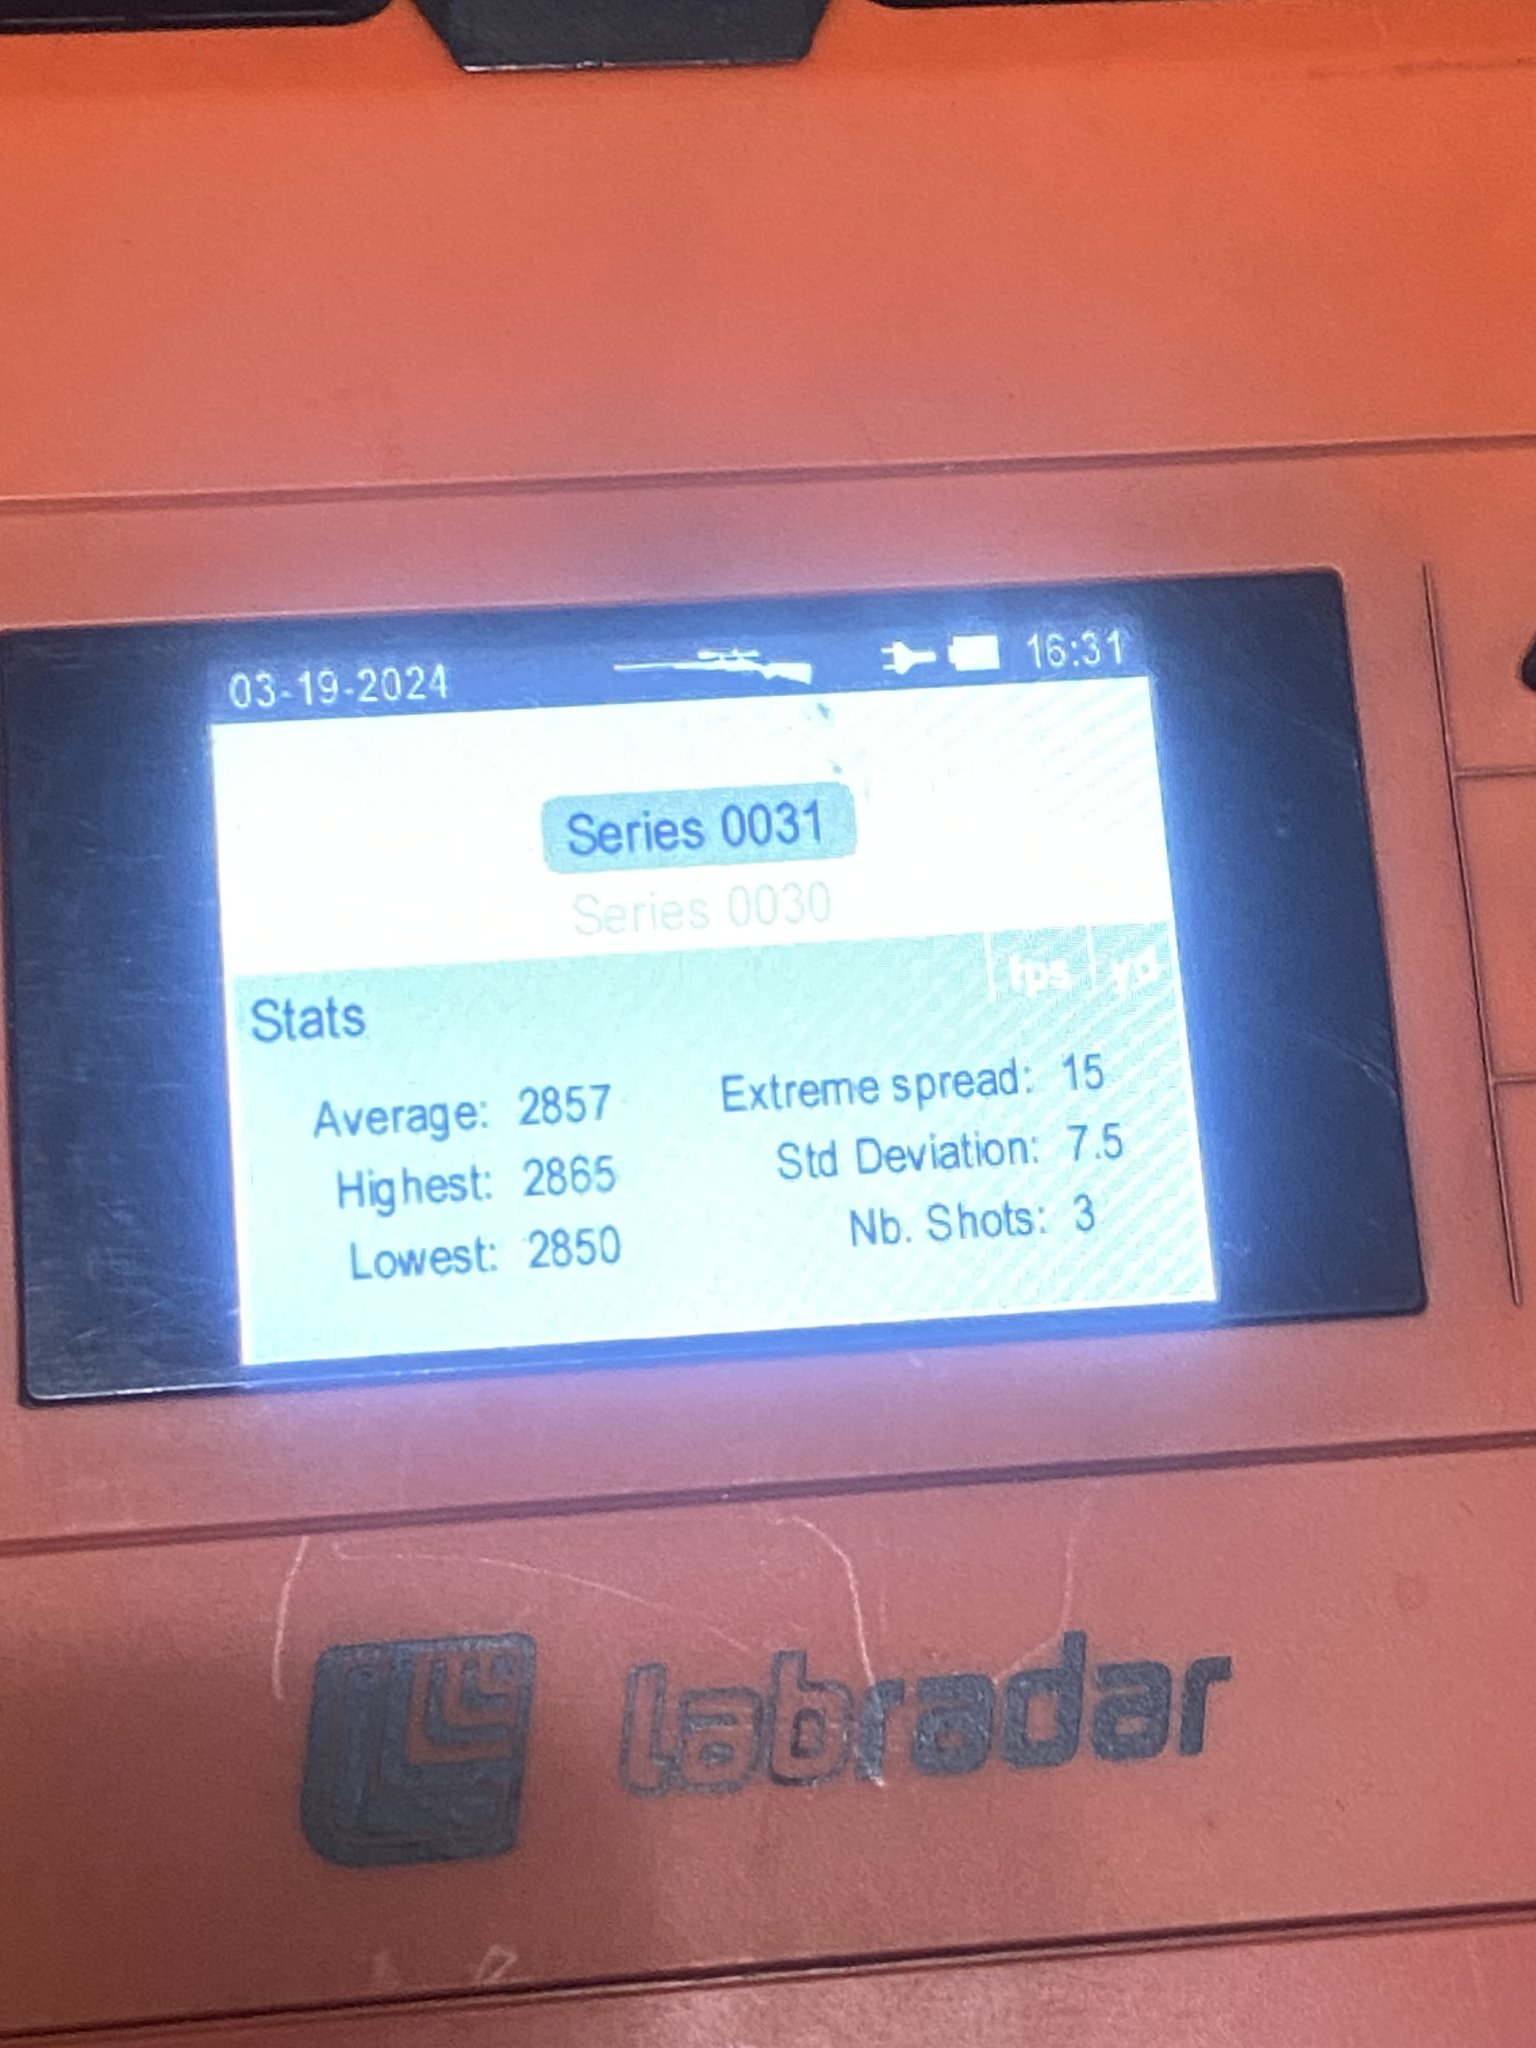 03-19-2024 16:31
Series 0031
Series 0030
fps yd
Stats
Average: 2857 Extreme spread: 15
Highest: 2865 Std Deviation: 7.5
Lowest: 2850 Nb. Shots: 3
labradar